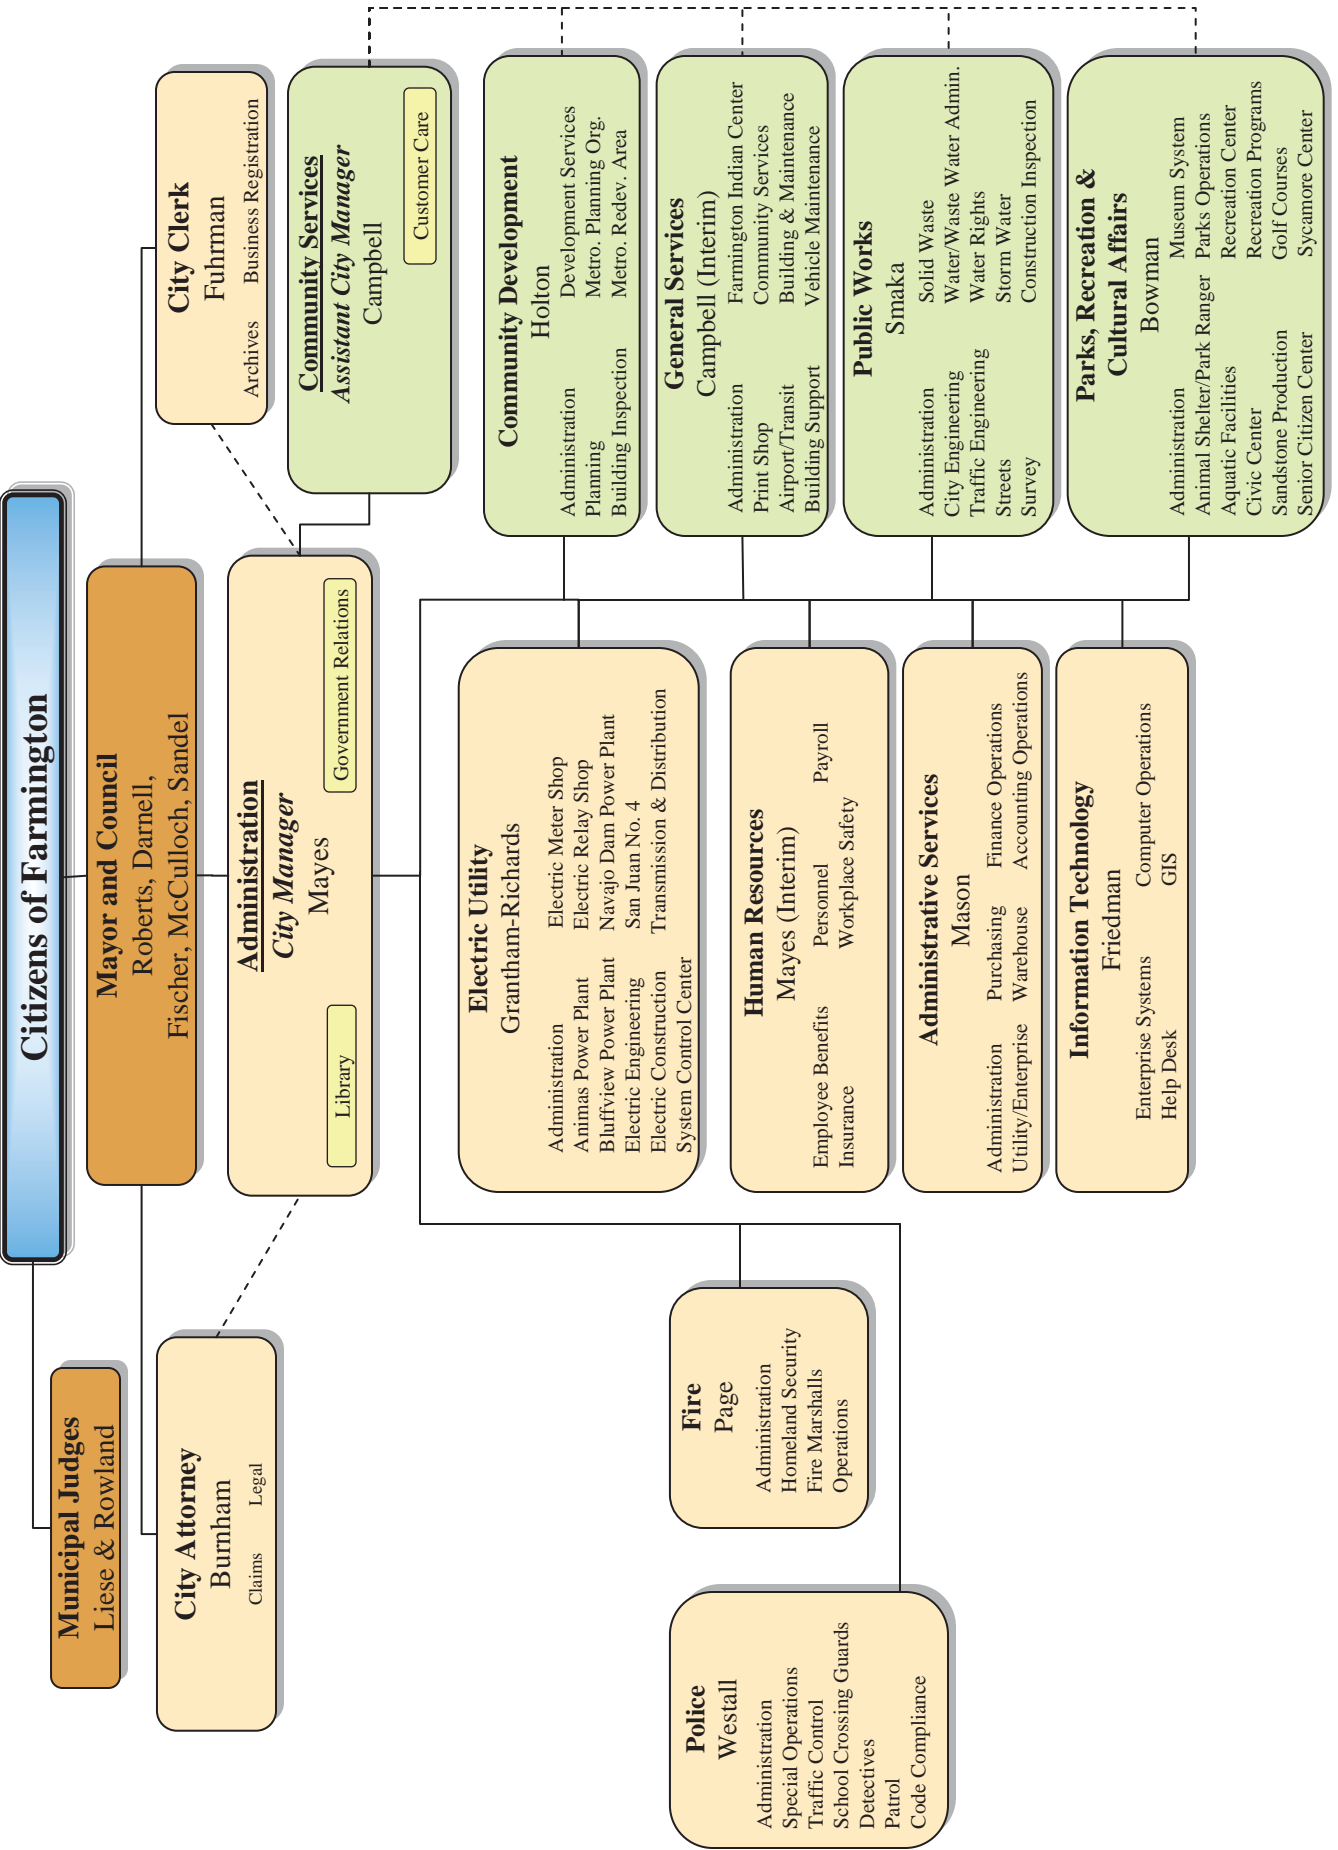 Citizens of Farmington
Municipal Judges
Liese & Rowland
Mayor and Council
Roberts, Darnell,
Fischer, McCulloch, Sandel
City Attorney
Burnham
Claims Legal
City Clerk
Fuhrman
Archives Business Registration
Administration
City Manager
Mayes
Library
Government Relations
Community Services
Assistant City Manager
Campbell
Customer Care
Police
Westall
Administration
Special Operations
Traffic Control
School Crossing Guards
Detectives
Patrol
Code Compliance
Fire
Page
Administration
Homeland Security
Fire Marshalls
Operations
Electric Utility
Grantham-Richards
Administration Electric Meter Shop
Animas Power Plant Electric Relay Shop
Bluffview Power Plant Navajo Dam Power Plant
Electric Engineering San Juan No. 4
Electric Construction Transmission & Distribution
System Control Center
Human Resources
Mayes (Interim)
Employee Benefits Personnel Payroll
Insurance Workplace Safety
Administrative Services
Mason
Administration Purchasing Finance Operations
Utility/Enterprise Warehouse Accounting Operations
Information Technology
Friedman
Enterprise Systems Computer Operations
Help Desk GIS
Community Development
Holton
Administration Development Services
Planning Metro. Planning Org.
Building Inspection Metro. Redev. Area
General Services
Campbell (Interim)
Administration Farmington Indian Center
Print Shop Community Services
Airport/Transit Building & Maintenance
Building Support Vehicle Maintenance
Public Works
Smaka
Administration Solid Waste
City Engineering Water/Waste Water Admin.
Traffic Engineering Water Rights
Streets Storm Water
Survey Construction Inspection
Parks, Recreation &
Cultural Affairs
Bowman
Administration Museum System
Animal Shelter/Park Ranger Parks Operations
Aquatic Facilities Recreation Center
Civic Center Recreation Programs
Sandstone Production Golf Courses
Senior Citizen Center Sycamore Center